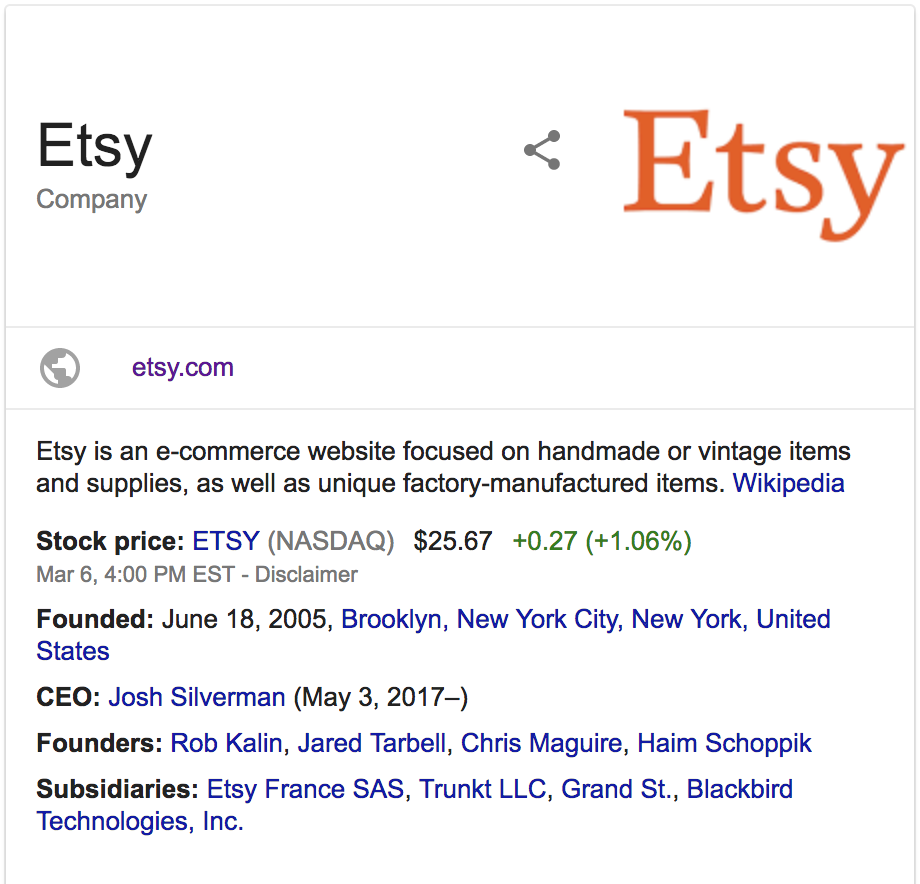 Etsy
Company
Etsy
etsy.com
Etsy is an e-commerce website focused on handmade or vintage items
and supplies, as well as unique factory-manufactured items. Wikipedia
Stock price: ETSY (NASDAQ) $25.67 +0.27 (+1.06%)
Mar 6, 4:00 PM EST - Disclaimer
Founded: June 18, 2005, Brooklyn, New York City, New York, United
States
CEO: Josh Silverman (May 3, 2017–)
Founders: Rob Kalin, Jared Tarbell, Chris Maguire, Haim Schoppik
Subsidiaries: Etsy France SAS, Trunkt LLC, Grand St., Blackbird
Technologies, Inc.